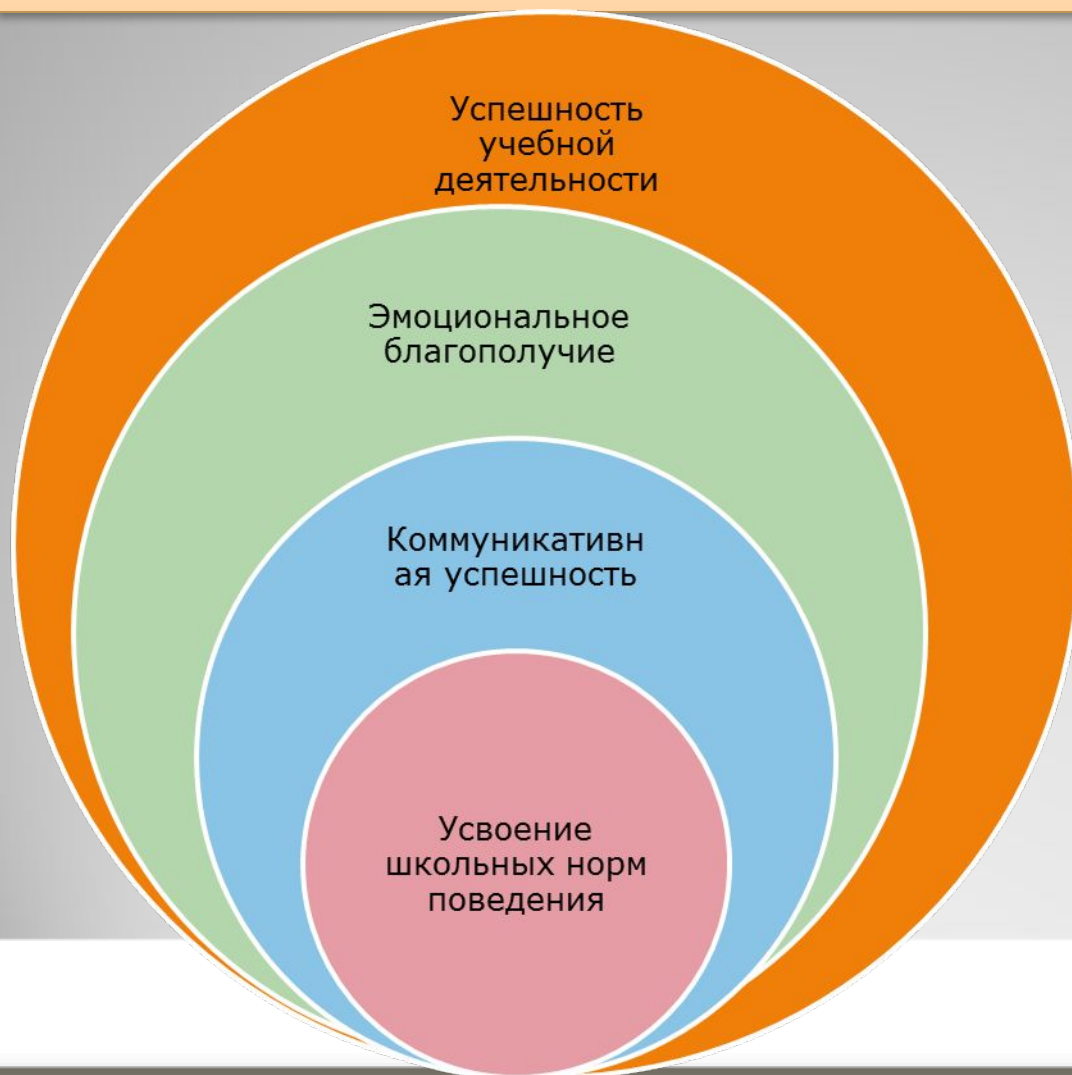 Успешность
учебной
деятельности
Эмоциональное
благополучие
Коммуникативн
ая успешность
Усвоение
школьных норм
поведения